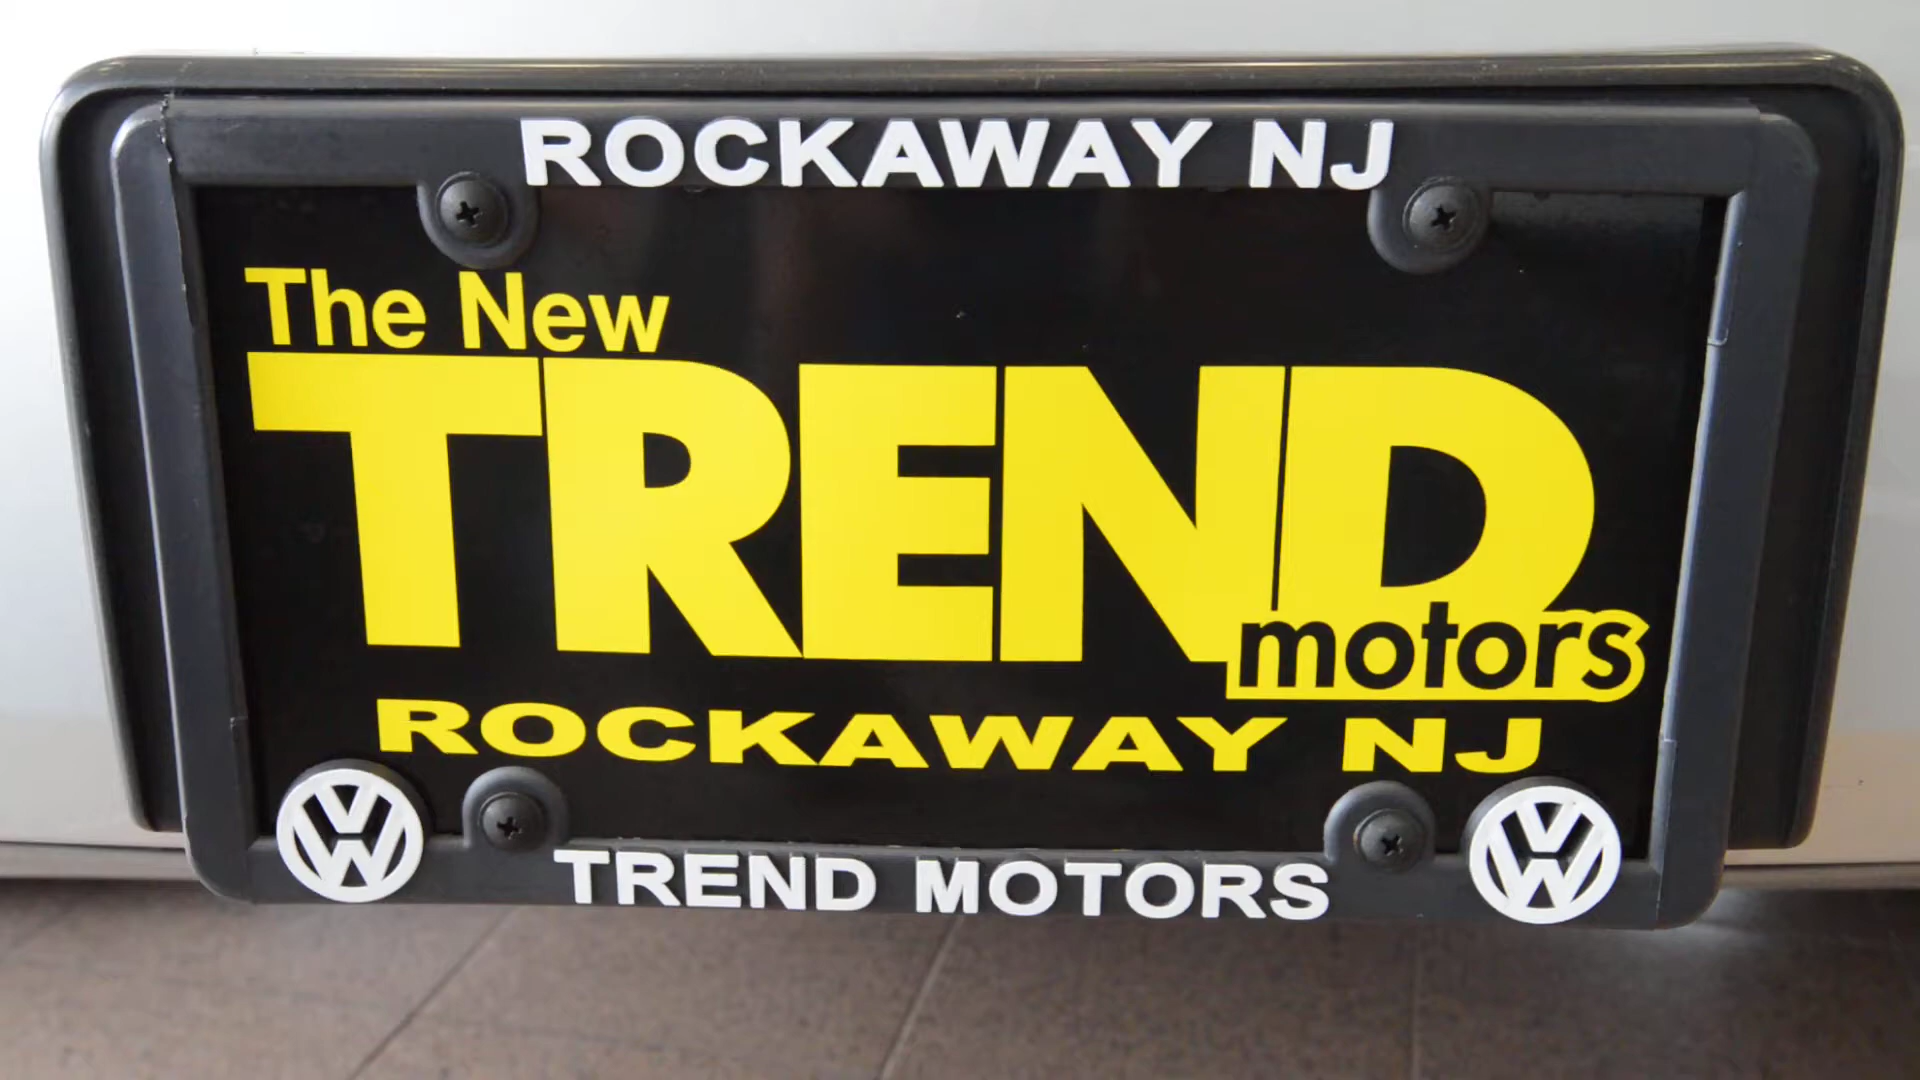 ROCKAWAY NJ
The New
TREND
motors
ROCKAWAY NJ
TREND MOTORS